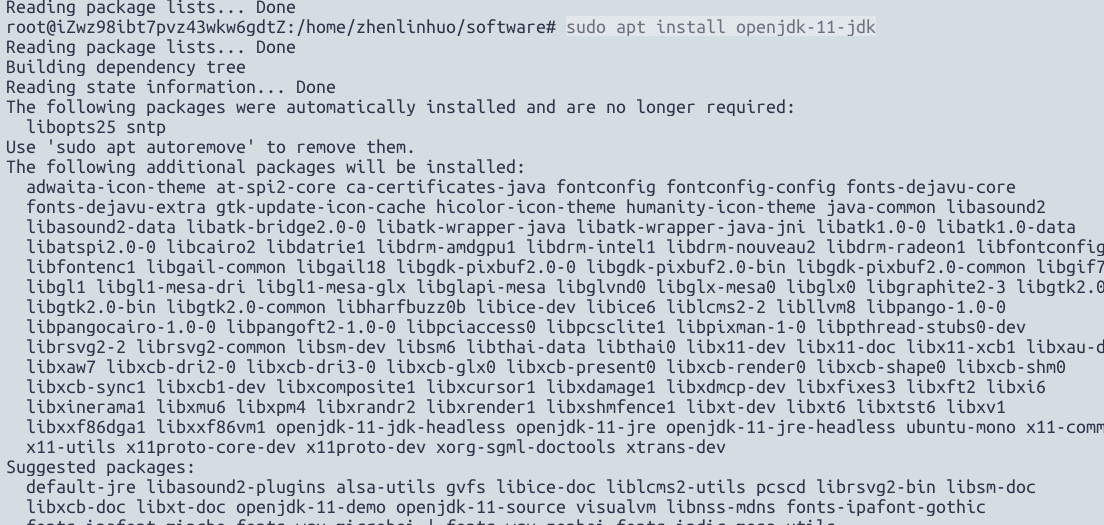 Reading package lists... Done
root@iZwz98ibt7pvz43wkw6gdtZ:/home/zhenlinhuo/software# sudo apt install openjdk-11-jdk
Reading package lists... Done
Building dependency tree
Reading state information... Done
The following packages were automatically installed and are no longer required:
  libopts25 sntp
Use 'sudo apt autoremove' to remove them.
The following additional packages will be installed:
  adwaita-icon-theme at-spi2-core ca-certificates-java fontconfig fontconfig-config fonts-dejavu-core
  fonts-dejavu-extra gtk-update-icon-cache hicolor-icon-theme humanity-icon-theme java-common libasound2
  libasound2-data libatk-bridge2.0-0 libatk-wrapper-java libatk-wrapper-java-jni libatk1.0-0 libatk1.0-data
  libatspi2.0-0 libcairo2 libdatrie1 libdrm-amdgpu1 libdrm-intel1 libdrm-nouveau2 libdrm-radeon1 libfontconfig
  libfontenc1 libgail-common libgail18 libgdk-pixbuf2.0-0 libgdk-pixbuf2.0-bin libgdk-pixbuf2.0-common libgif7
  libgl1 libgl1-mesa-dri libgl1-mesa-glx libglapi-mesa libglvnd0 libglx-mesa0 libglx0 libgraphite2-3 libgtk2.0
  libgtk2.0-bin libgtk2.0-common libharfbuzz0b libice-dev libice6 liblcms2-2 libllvm8 libpango-1.0-0
  libpangocairo-1.0-0 libpangoft2-1.0-0 libpciaccess0 libpcsclite1 libpixman-1-0 libpthread-stubs0-dev
  librsvg2-2 librsvg2-common libsm-dev libsm6 libthai-data libthai0 libx11-dev libx11-doc libx11-xcb1 libxau-d
  libxaw7 libxcb-dri2-0 libxcb-dri3-0 libxcb-glx0 libxcb-present0 libxcb-render0 libxcb-shape0 libxcb-shm0
  libxcb-sync1 libxcb1-dev libxcomposite1 libxcursor1 libxdamage1 libxdmcp-dev libxfixes3 libxft2 libxi6
  libxinerama1 libxmu6 libxpm4 libxrandr2 libxrender1 libxshmfence1 libxt-dev libxt6 libxtst6 libxv1
  libxxf86dga1 libxxf86vm1 openjdk-11-jdk-headless openjdk-11-jre openjdk-11-jre-headless ubuntu-mono x11-comm
  x11-utils x11proto-core-dev x11proto-dev xorg-sgml-doctools xtrans-dev
Suggested packages:
  default-jre libasound2-plugins alsa-utils gvfs libice-doc liblcms2-utils pcscd librsvg2-bin libsm-doc
  libxcb-doc libxt-doc openjdk-11-demo openjdk-11-source visualvm libnss-mdns fonts-ipafont-gothic